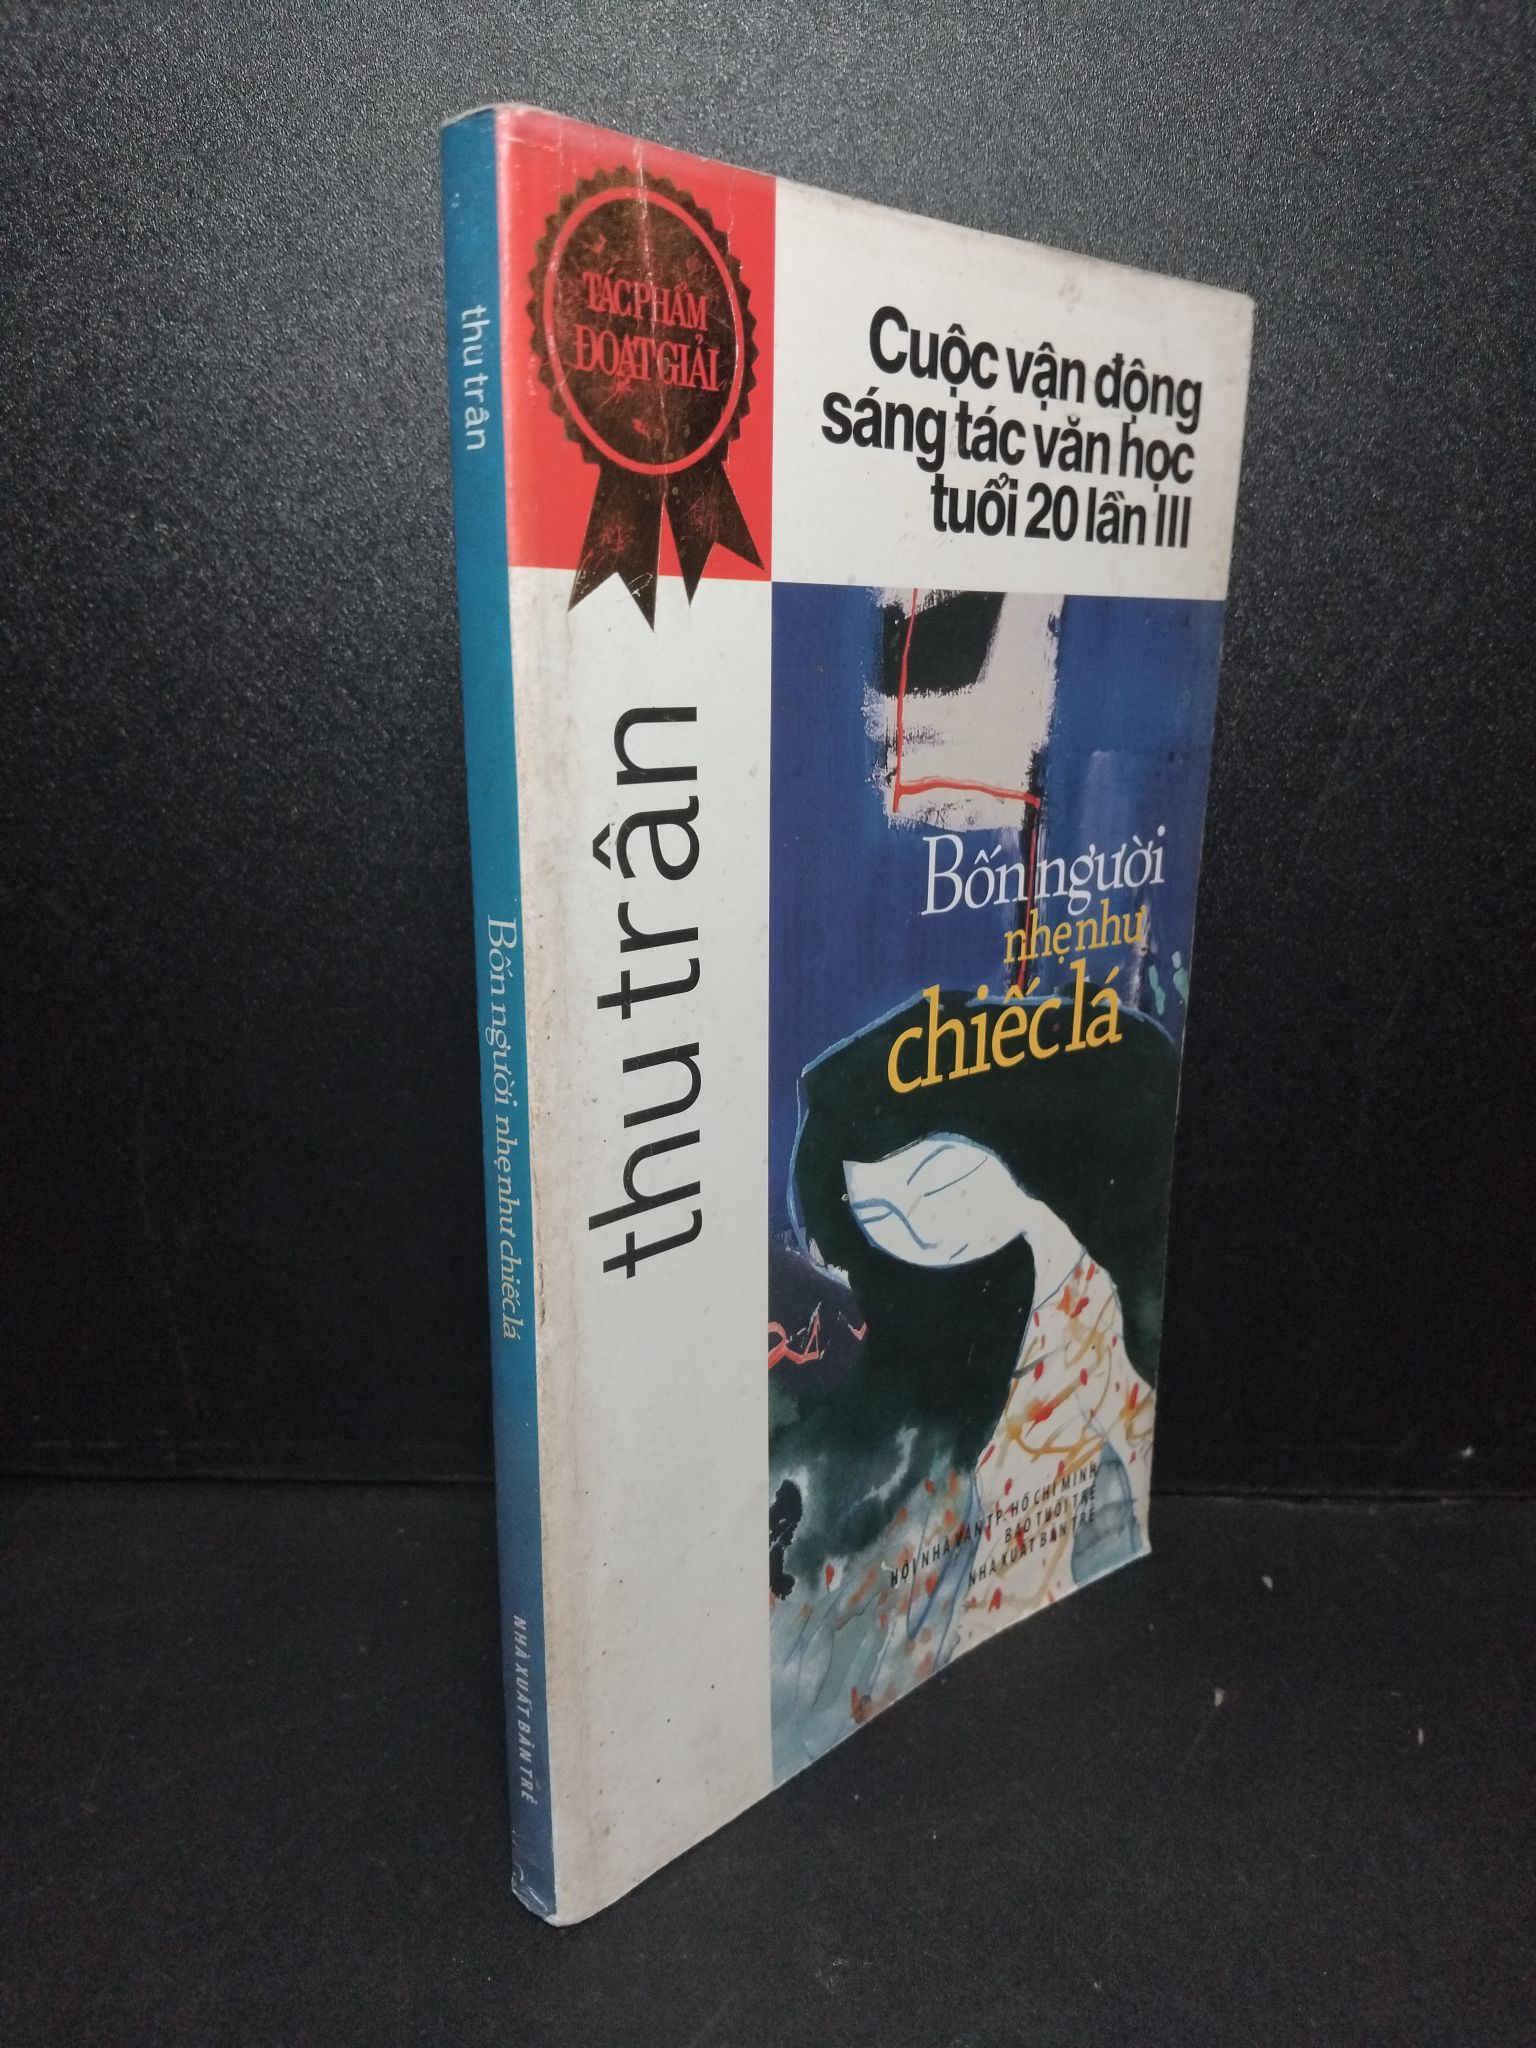 thu trân
Bốn người nhẹ như chiếc lá
NHÀ XUẤT BẢN TRẺ
TÁC PHẨM
ĐOẠT GIẢI
Cuộc vận động
sáng tác văn học
tuổi 20 lần III
thu trân
Bốn người
nhẹ như
chiếc lá
HỘI NHÀ VĂN TP. HỒ CHÍ MINH
BÁO TUỔI TRẺ
NHÀ XUẤT BẢN TRẺ